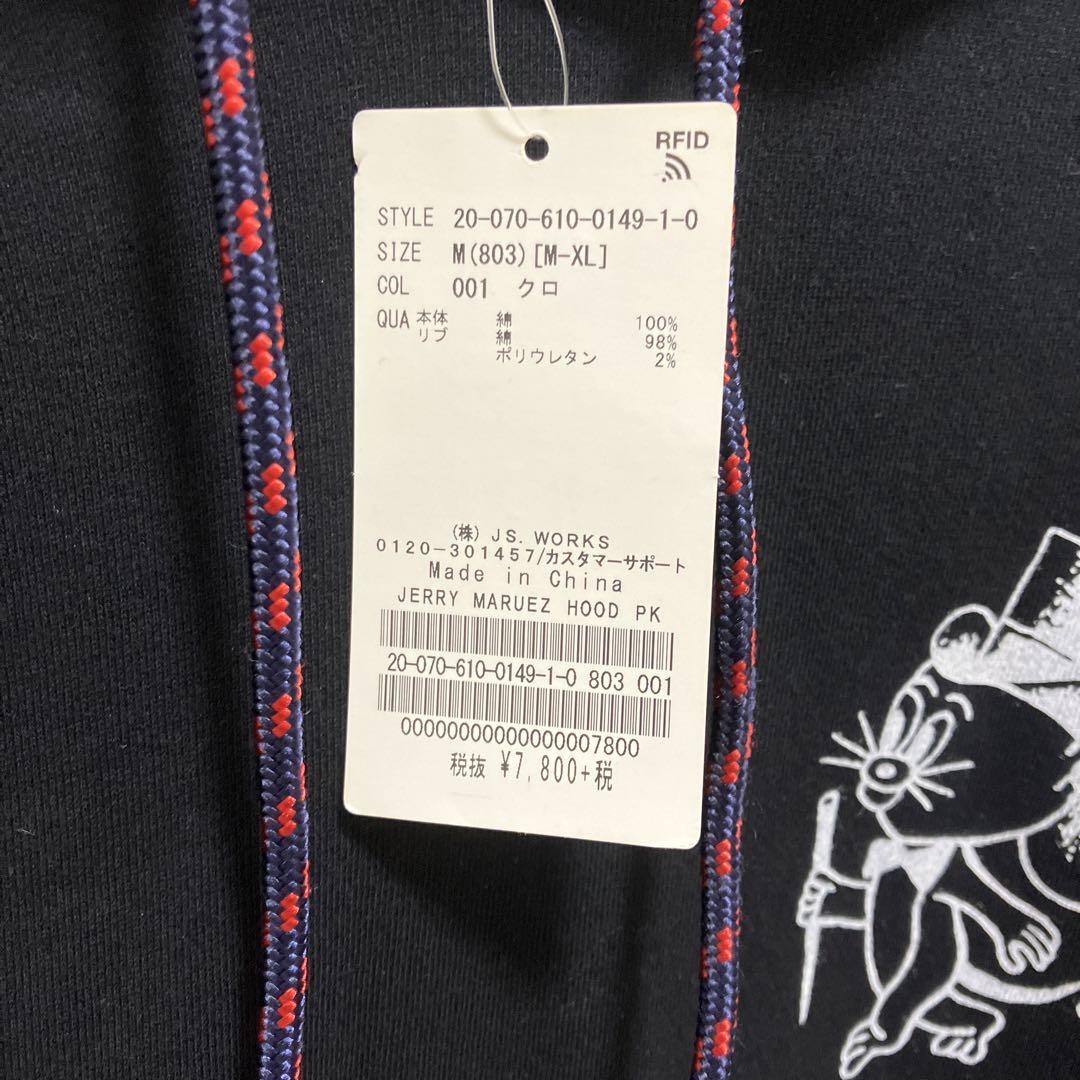 RFID
STYLE 20-070-610-0149-1-0
SIZE M(803)[M-XL]
COL 001 クロ
QUA 本体 綿 100%
リブ 綿 98%
ポリウレタン 2%
(株) JS. WORKS
0120-301457/カスタマーサポート
Made in China
JERRY MARUEZ HOOD PK
20-070-610-0149-1-0 803 001
00000000000000007800
税抜 ¥7,800+税